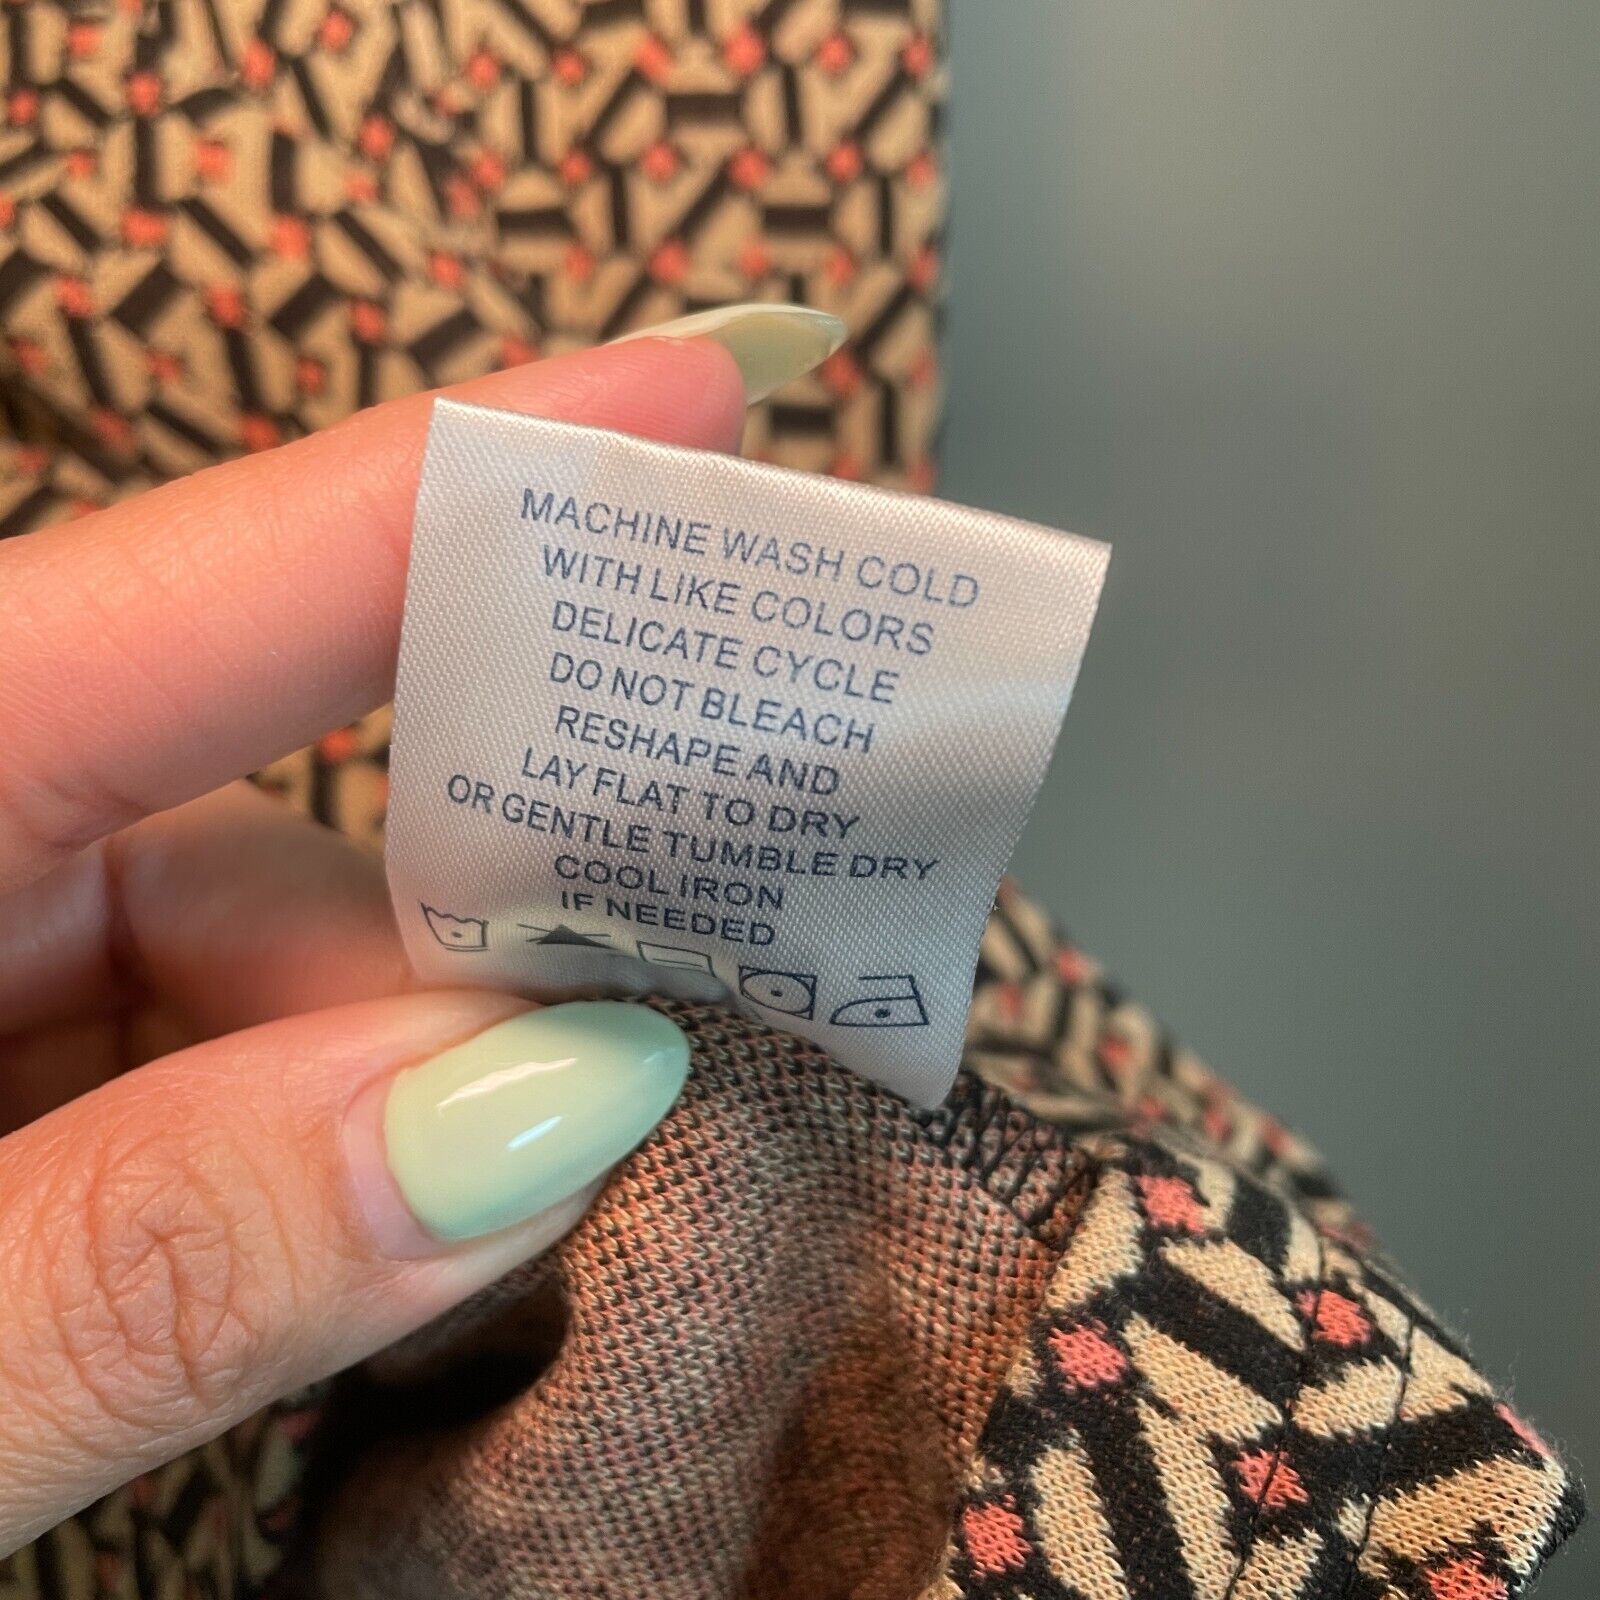 MACHINE WASH COLD
WITH LIKE COLORS
DELICATE CYCLE
DO NOT BLEACH
RESHAPE AND
LAY FLAT TO DRY
OR GENTLE TUMBLE DRY
COOL IRON
IF NEEDED